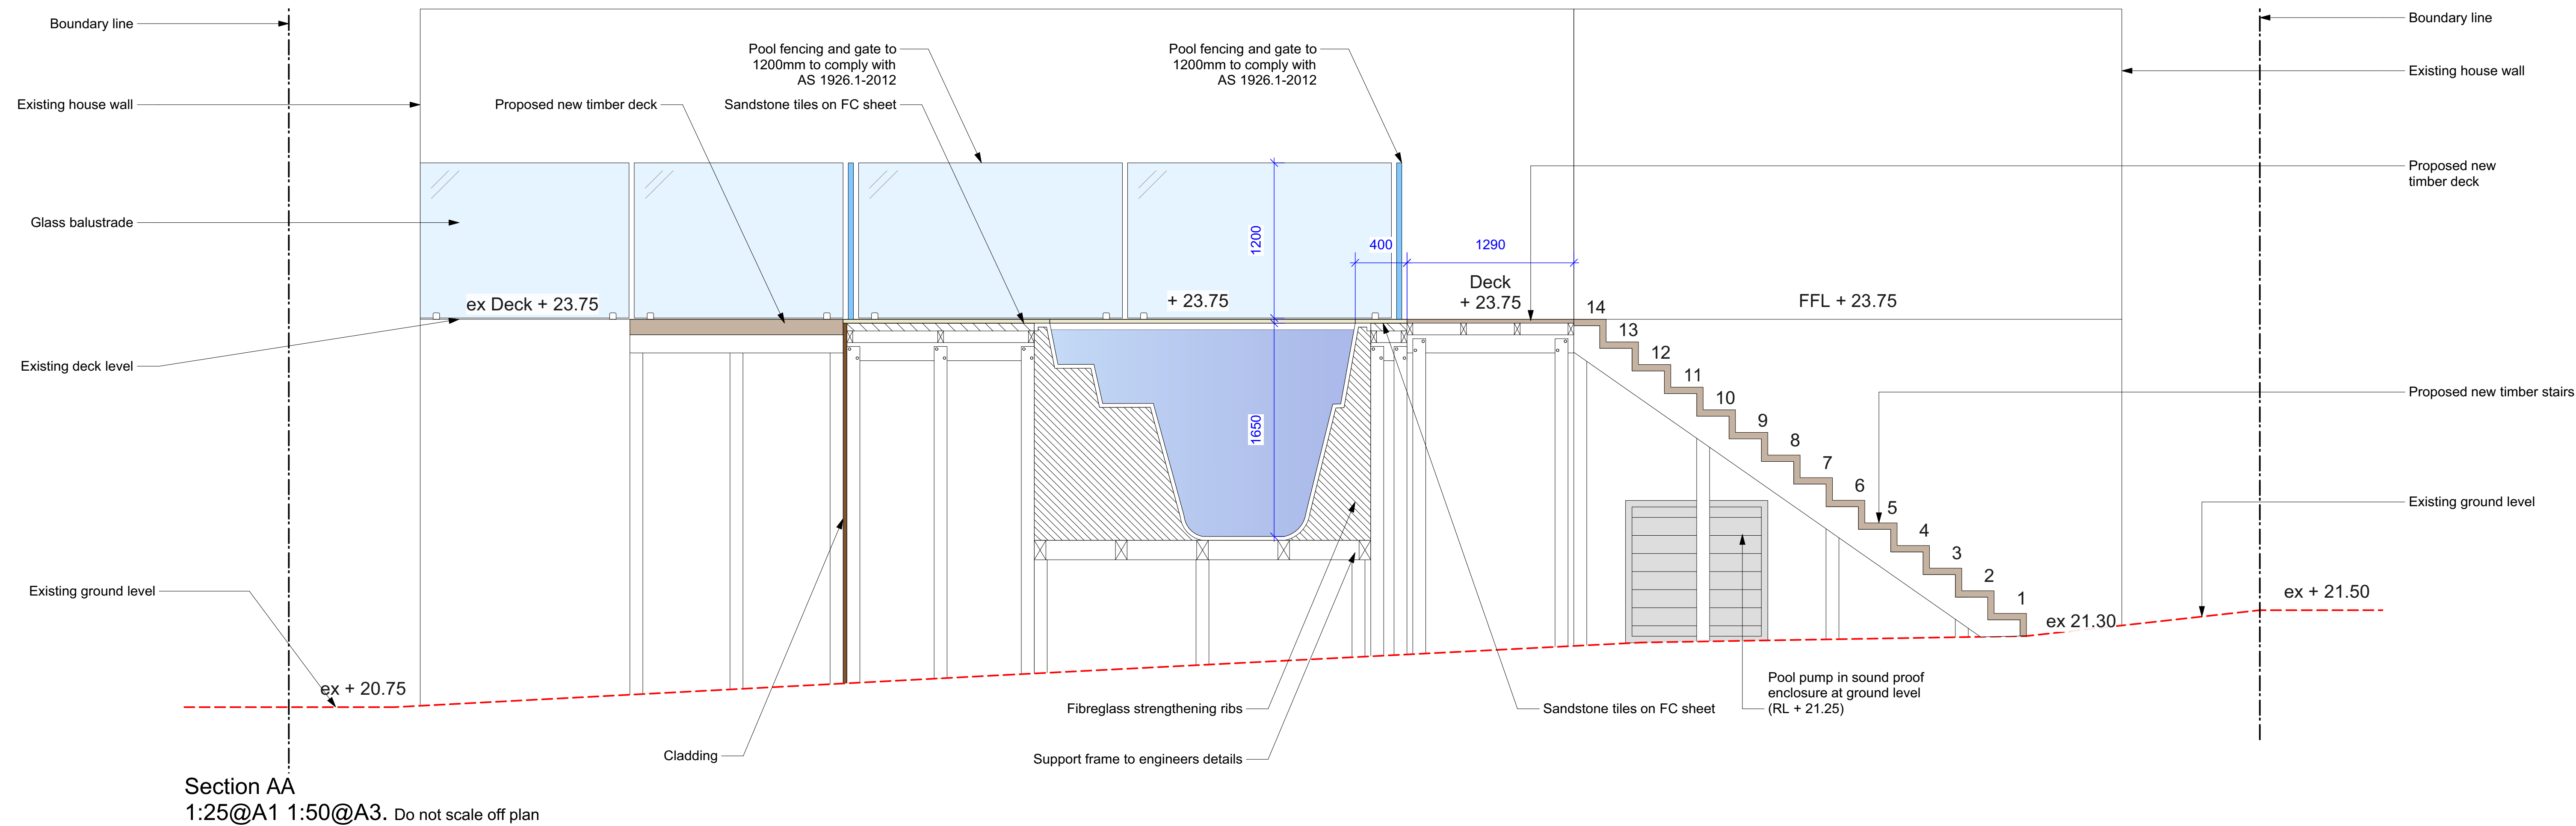 Boundary line
Boundary line
Pool fencing and gate to
1200mm to comply with
AS 1926.1-2012
Pool fencing and gate to
1200mm to comply with
AS 1926.1-2012
Existing house wall
Existing house wall
Proposed new timber deck
Sandstone tiles on FC sheet
Proposed new
timber deck
Glass balustrade
1200
400
1290
ex Deck + 23.75
+ 23.75
Deck
+ 23.75
FFL + 23.75
14
13
12
11
10
9
8
7
6
5
4
3
2
1
Existing deck level
Proposed new timber stairs
1650
Existing ground level
Existing ground level
ex + 21.50
ex 21.30
ex + 20.75
Pool pump in sound proof
enclosure at ground level
(RL + 21.25)
Fibreglass strengthening ribs
Sandstone tiles on FC sheet
Cladding
Support frame to engineers details
Section AA
1:25@A1 1:50@A3. Do not scale off plan